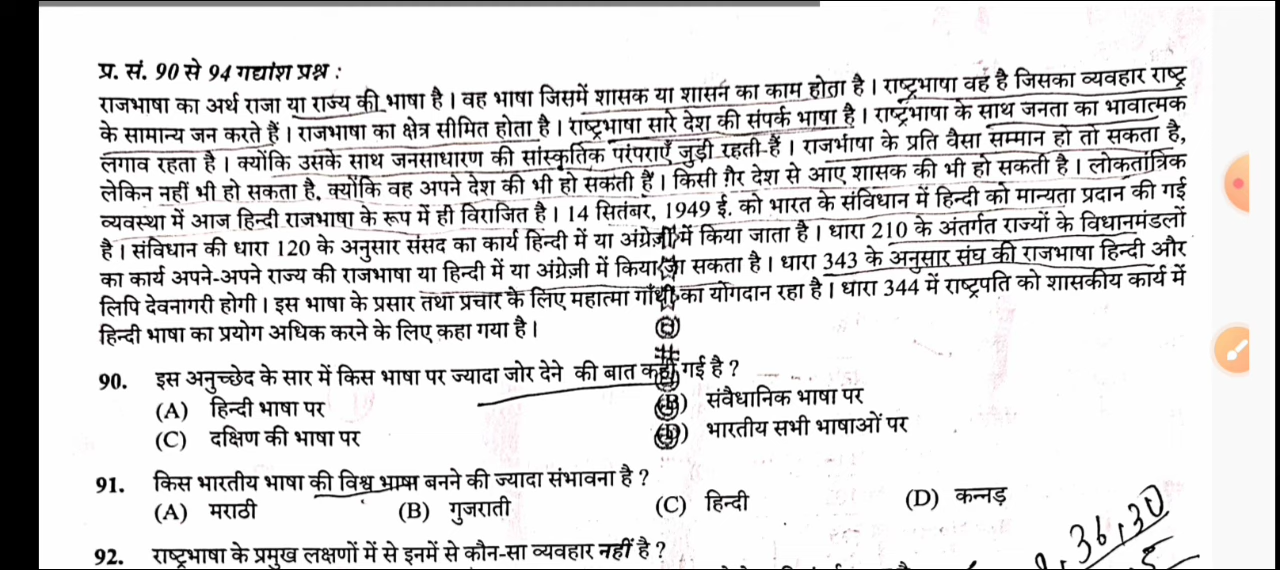 प्र. सं. 90 से 94 गद्यांश प्रश्न :
राजभाषा का अर्थ राजा या राज्य की भाषा है । वह भाषा जिसमें शासक या शासन का काम होता है । राष्ट्रभाषा वह है जिसका व्यवहार राष्ट्र
के सामान्य जन करते हैं । राजभाषा का क्षेत्र सीमित होता है । राष्ट्रभाषा सारे देश की संपर्क भाषा है । राष्ट्रभाषा के साथ जनता का भावात्मक
लगाव रहता है । क्योंकि उसके साथ जनसाधारण की सांस्कृतिक परंपराएँ जुड़ी रहती हैं । राजभाषा के प्रति वैसा सम्मान हो तो सकता है,
लेकिन नहीं भी हो सकता है, क्योंकि वह अपने देश की भी हो सकती है । किसी ग़ैर देश से आए शासक की भी हो सकती है । लोकतांत्रिक
व्यवस्था में आज हिन्दी राजभाषा के रूप में ही विराजित है । 14 सितंबर, 1949 ई. को भारत के संविधान में हिन्दी को मान्यता प्रदान की गई
है । संविधान की धारा 120 के अनुसार संसद का कार्य हिन्दी में या अंग्रेज़ी में किया जाता है । धारा 210 के अंतर्गत राज्यों के विधानमंडलों
का कार्य अपने-अपने राज्य की राजभाषा या हिन्दी में या अंग्रेज़ी में किया जा सकता है । धारा 343 के अनुसार संघ की राजभाषा हिन्दी और
लिपि देवनागरी होगी । इस भाषा के प्रसार तथा प्रचार के लिए महात्मा गाँधी का योगदान रहा है । धारा 344 में राष्ट्रपति को शासकीय कार्य में
हिन्दी भाषा का प्रयोग अधिक करने के लिए कहा गया है ।
90. इस अनुच्छेद के सार में किस भाषा पर ज्यादा जोर देने की बात कही गई है ?
(A) हिन्दी भाषा पर (B) संवैधानिक भाषा पर
(C) दक्षिण की भाषा पर (D) भारतीय सभी भाषाओं पर
91. किस भारतीय भाषा की विश्व भाषा बनने की ज्यादा संभावना है ?
(A) मराठी (B) गुजराती (C) हिन्दी (D) कन्नड़
36,30
92. राष्ट्रभाषा के प्रमुख लक्षणों में से इनमें से कौन-सा व्यवहार नहीं है ?